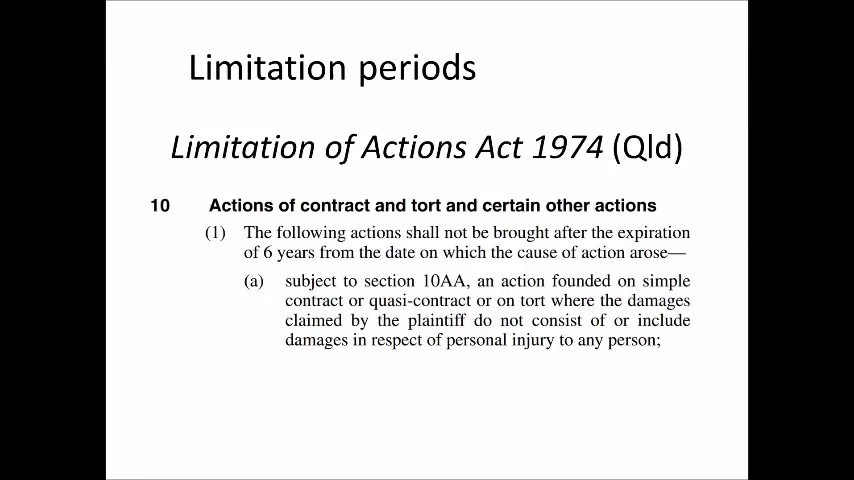 Limitation periods
Limitation of Actions Act 1974 (Qld)
10 Actions of contract and tort and certain other actions
(1) The following actions shall not be brought after the expiration
of 6 years from the date on which the cause of action arose—
(a) subject to section 10AA, an action founded on simple
contract or quasi-contract or on tort where the damages
claimed by the plaintiff do not consist of or include
damages in respect of personal injury to any person;